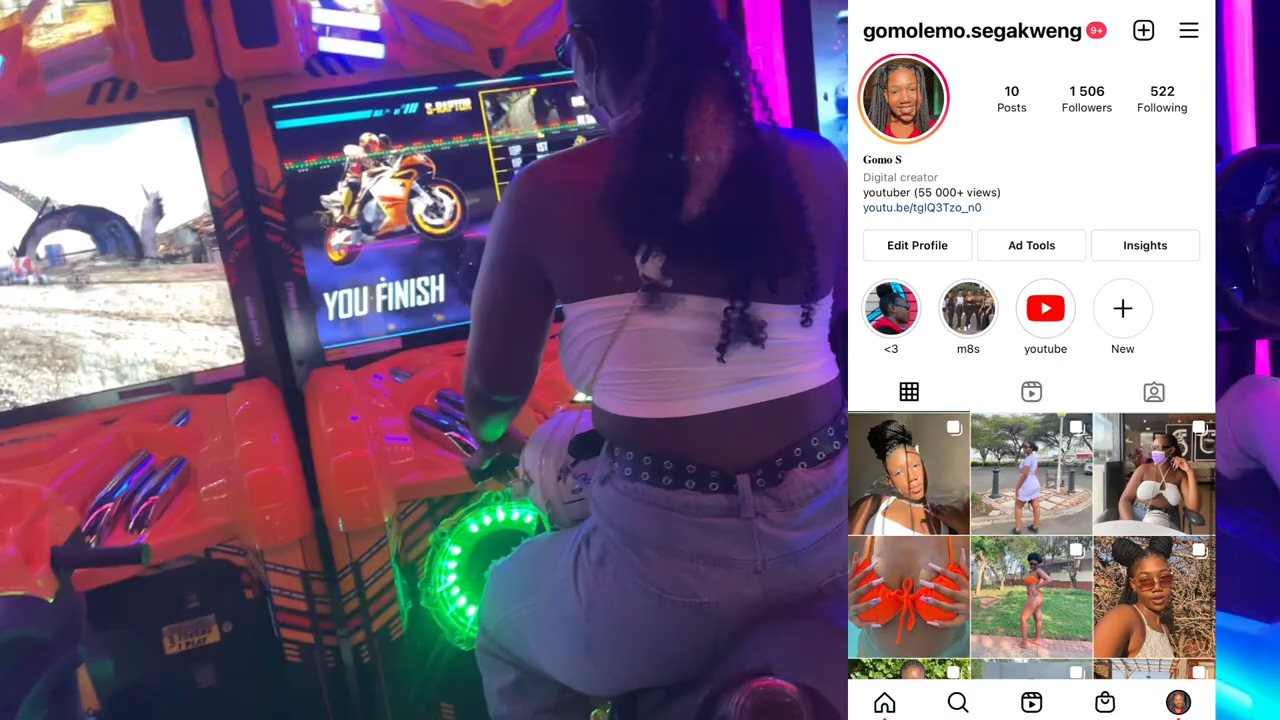 S-RAPTOR
YOU FINISH
gomolemo.segakweng
9+
10
Posts
1 506
Followers
522
Following
Gomo S
Digital creator
youtuber (55 000+ views)
youtu.be/tglQ3Tzo_n0
Edit Profile
Ad Tools
Insights
<3
m8s
youtube
New